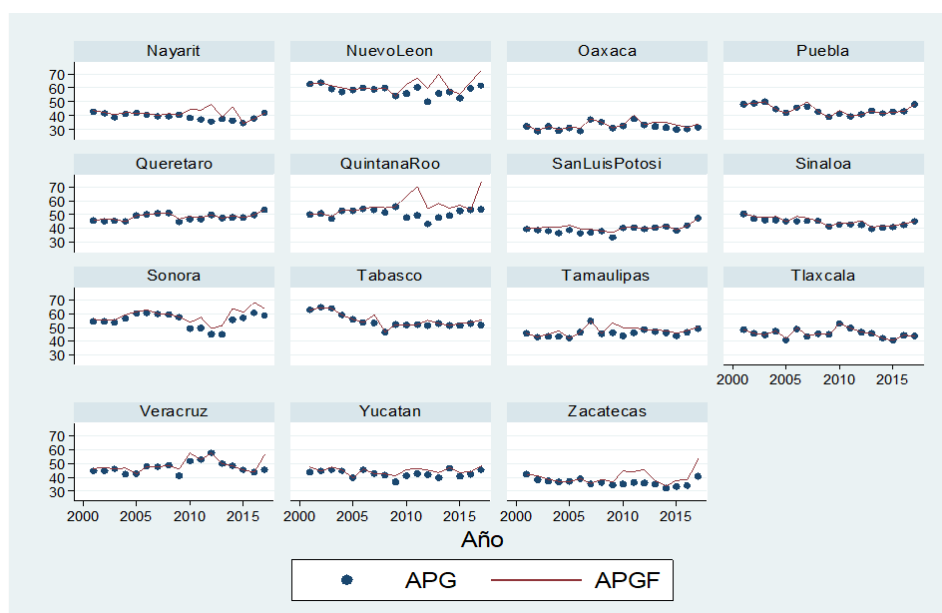 Nayarit NuevoLeon Oaxaca Puebla
70
60
50
40
30
Queretaro QuintanaRoo SanLuisPotosi Sinaloa
70
60
50
40
30
Sonora Tabasco Tamaulipas Tlaxcala
70
60
50
40
30
2000 2005 2010 2015
Veracruz Yucatan Zacatecas
70
60
50
40
30
2000 2005 2010 2015 2000 2005 2010 2015 2000 2005 2010 2015
Año
APG APGF